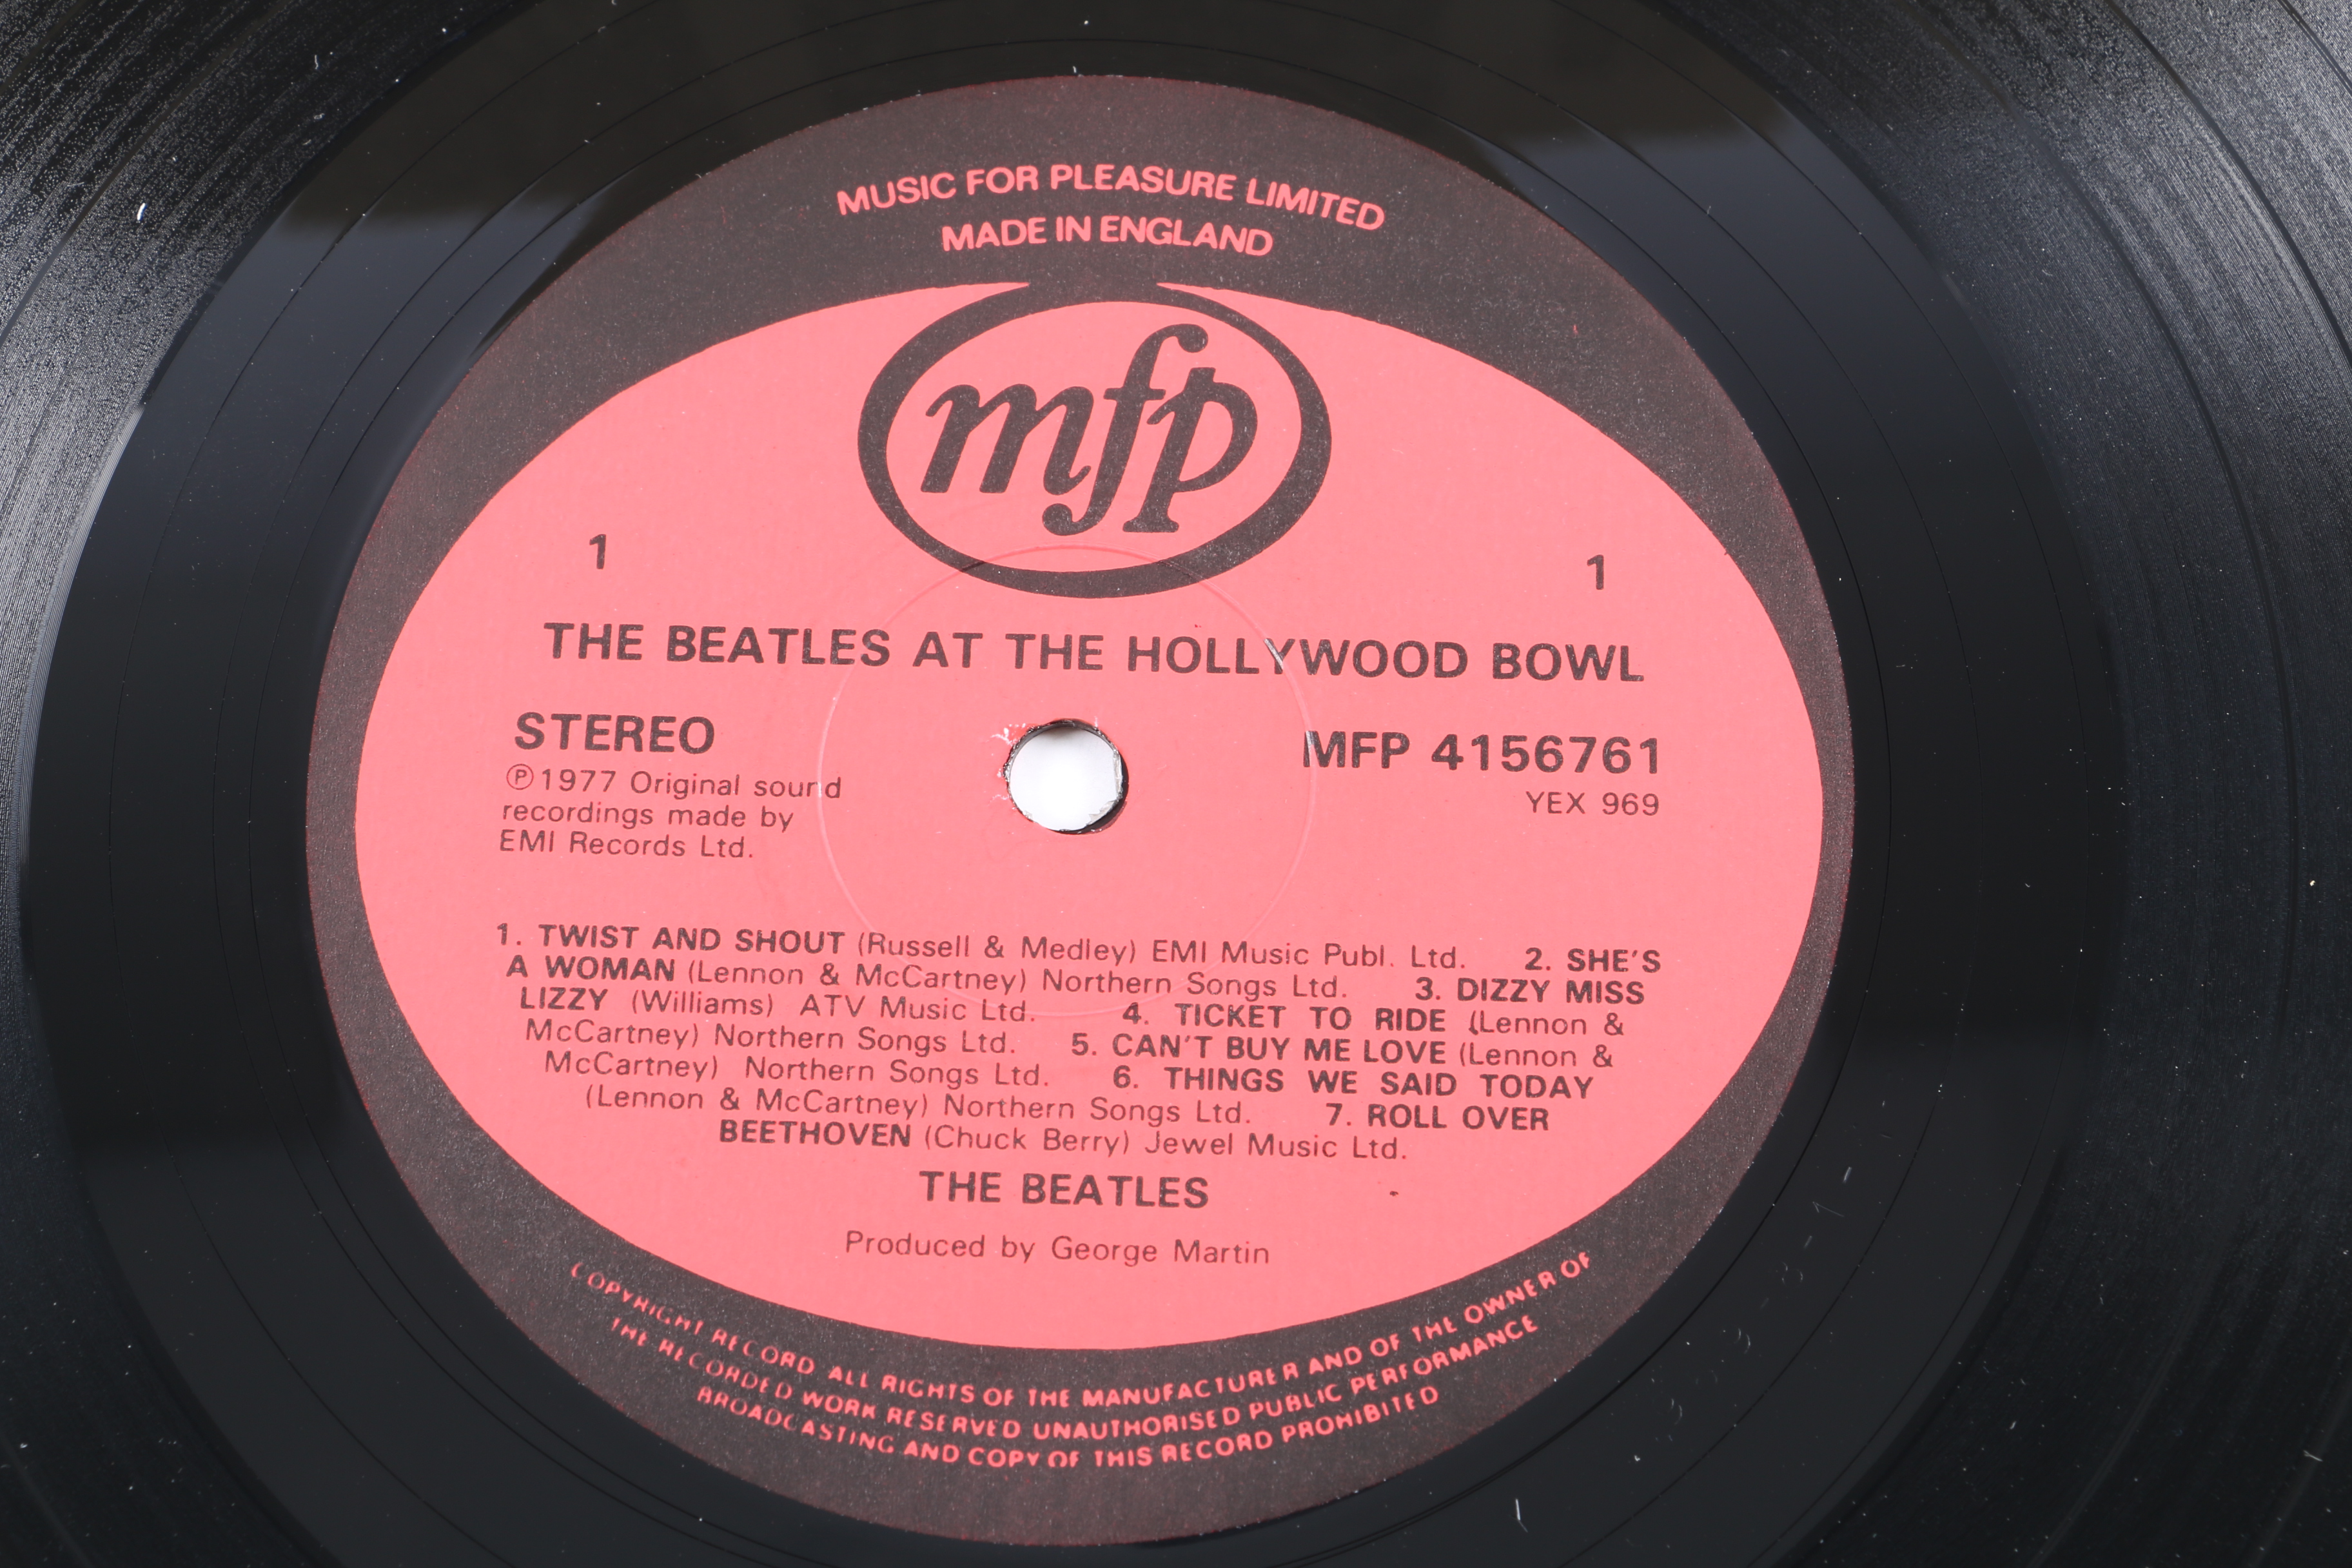 MUSIC FOR PLEASURE LIMITED
MADE IN ENGLAND
mfp
1 1
THE BEATLES AT THE HOLLYWOOD BOWL
STEREO MFP 4156761
Ⓟ1977 Original sound YEX 969
recordings made by
EMI Records Ltd.
1. TWIST AND SHOUT (Russell & Medley) EMI Music Publ. Ltd. 2. SHE'S
A WOMAN (Lennon & McCartney) Northern Songs Ltd. 3. DIZZY MISS
LIZZY (Williams) ATV Music Ltd. 4. TICKET TO RIDE (Lennon &
McCartney) Northern Songs Ltd. 5. CAN'T BUY ME LOVE (Lennon &
McCartney) Northern Songs Ltd. 6. THINGS WE SAID TODAY
(Lennon & McCartney) Northern Songs Ltd. 7. ROLL OVER
BEETHOVEN (Chuck Berry) Jewel Music Ltd.
THE BEATLES
Produced by George Martin
COPYRIGHT RECORD ALL RIGHTS OF THE MANUFACTURER AND OF THE OWNER OF
THE RECORDED WORK RESERVED UNAUTHORISED PUBLIC PERFORMANCE
BROADCASTING AND COPY OF THIS RECORD PROHIBITED